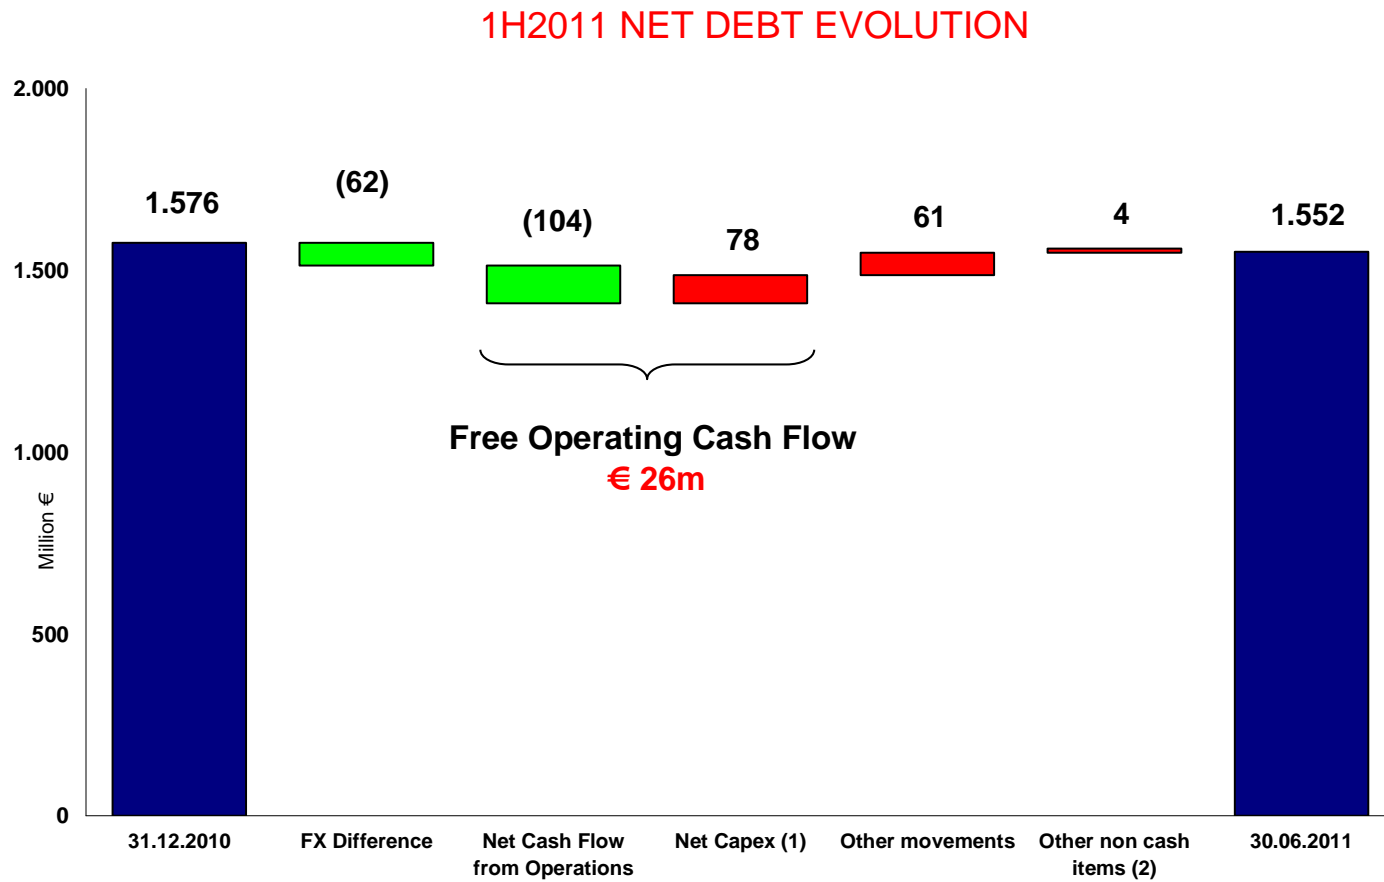 1H2011 NET DEBT EVOLUTION
2.000
1.500
1.000
500
0
Million €
1.576
(62)
(104)
78
61
4
1.552
Free Operating Cash Flow
€ 26m
31.12.2010
FX Difference
Net Cash Flow
from Operations
Net Capex (1)
Other movements
Other non cash
items (2)
30.06.2011